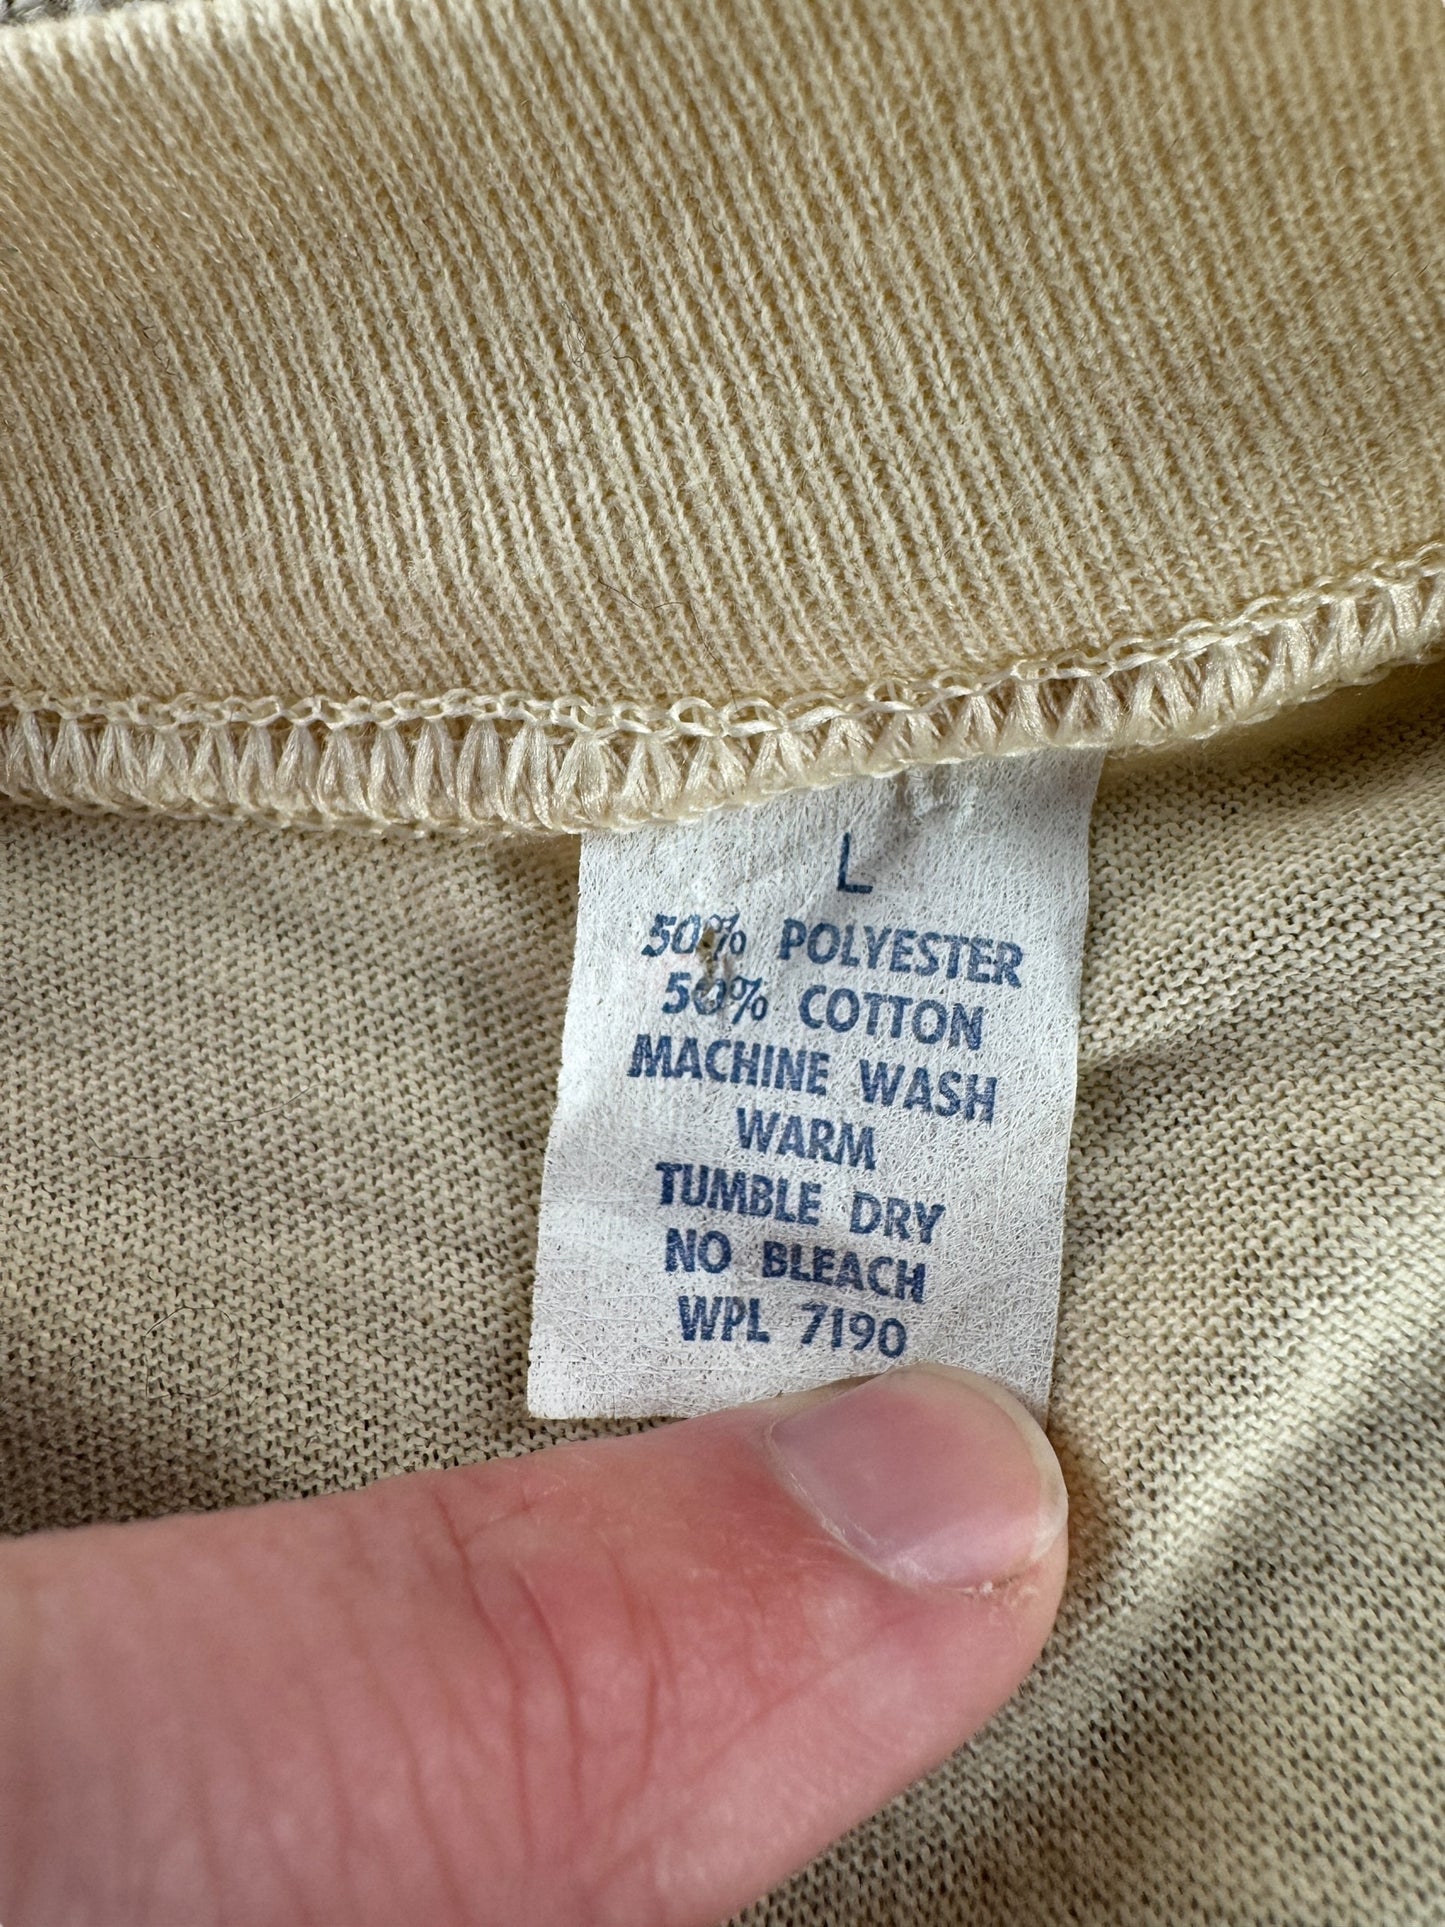 L
50% POLYESTER
50% COTTON
MACHINE WASH
WARM
TUMBLE DRY
NO BLEACH
WPL 7190